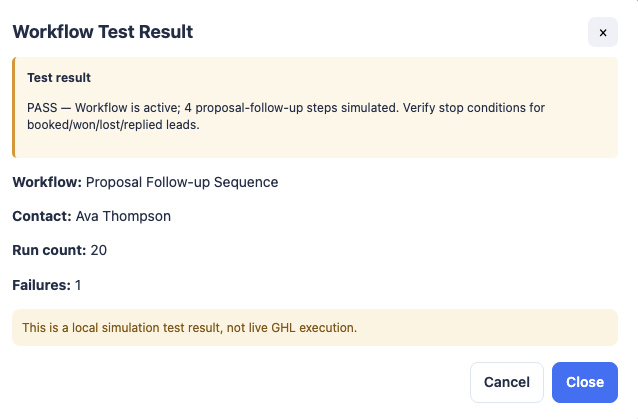 Workflow Test Result
×
Test result
PASS — Workflow is active; 4 proposal-follow-up steps simulated. Verify stop conditions for
booked/won/lost/replied leads.
Workflow: Proposal Follow-up Sequence
Contact: Ava Thompson
Run count: 20
Failures: 1
This is a local simulation test result, not live GHL execution.
Cancel
Close